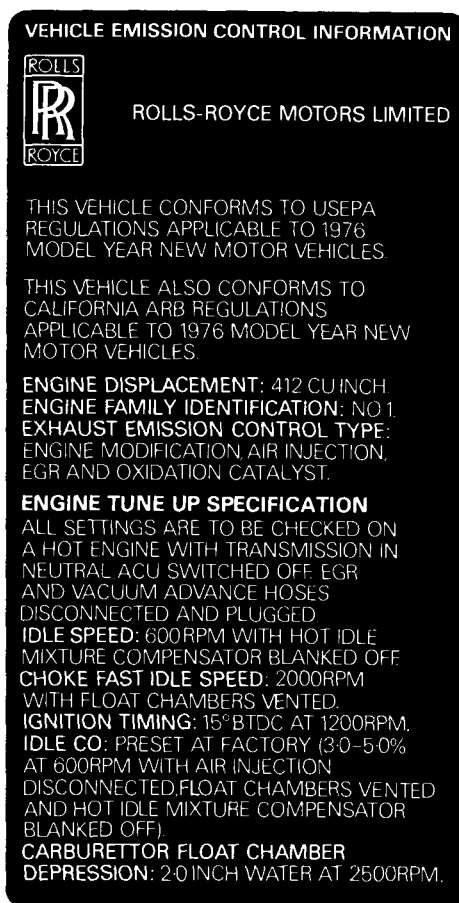 VEHICLE EMISSION CONTROL INFORMATION
ROLLS
RR
ROYCE
ROLLS-ROYCE MOTORS LIMITED
THIS VEHICLE CONFORMS TO USEPA
REGULATIONS APPLICABLE TO 1976
MODEL YEAR NEW MOTOR VEHICLES.
THIS VEHICLE ALSO CONFORMS TO
CALIFORNIA ARB REGULATIONS
APPLICABLE TO 1976 MODEL YEAR NEW
MOTOR VEHICLES.
ENGINE DISPLACEMENT: 412 CU INCH.
ENGINE FAMILY IDENTIFICATION: NO 1.
EXHAUST EMISSION CONTROL TYPE:
ENGINE MODIFICATION, AIR INJECTION,
EGR AND OXIDATION CATALYST.
ENGINE TUNE UP SPECIFICATION
ALL SETTINGS ARE TO BE CHECKED ON
A HOT ENGINE WITH TRANSMISSION IN
NEUTRAL. ACU SWITCHED OFF. EGR
AND VACUUM ADVANCE HOSES
DISCONNECTED AND PLUGGED.
IDLE SPEED: 600RPM WITH HOT IDLE
MIXTURE COMPENSATOR BLANKED OFF.
CHOKE FAST IDLE SPEED: 2000RPM
WITH FLOAT CHAMBERS VENTED.
IGNITION TIMING: 15° BTDC AT 1200RPM.
IDLE CO: PRESET AT FACTORY (3·0-5·0%
AT 600RPM WITH AIR INJECTION
DISCONNECTED,FLOAT CHAMBERS VENTED
AND HOT IDLE MIXTURE COMPENSATOR
BLANKED OFF).
CARBURETTOR FLOAT CHAMBER
DEPRESSION: 2·0 INCH WATER AT 2500RPM.